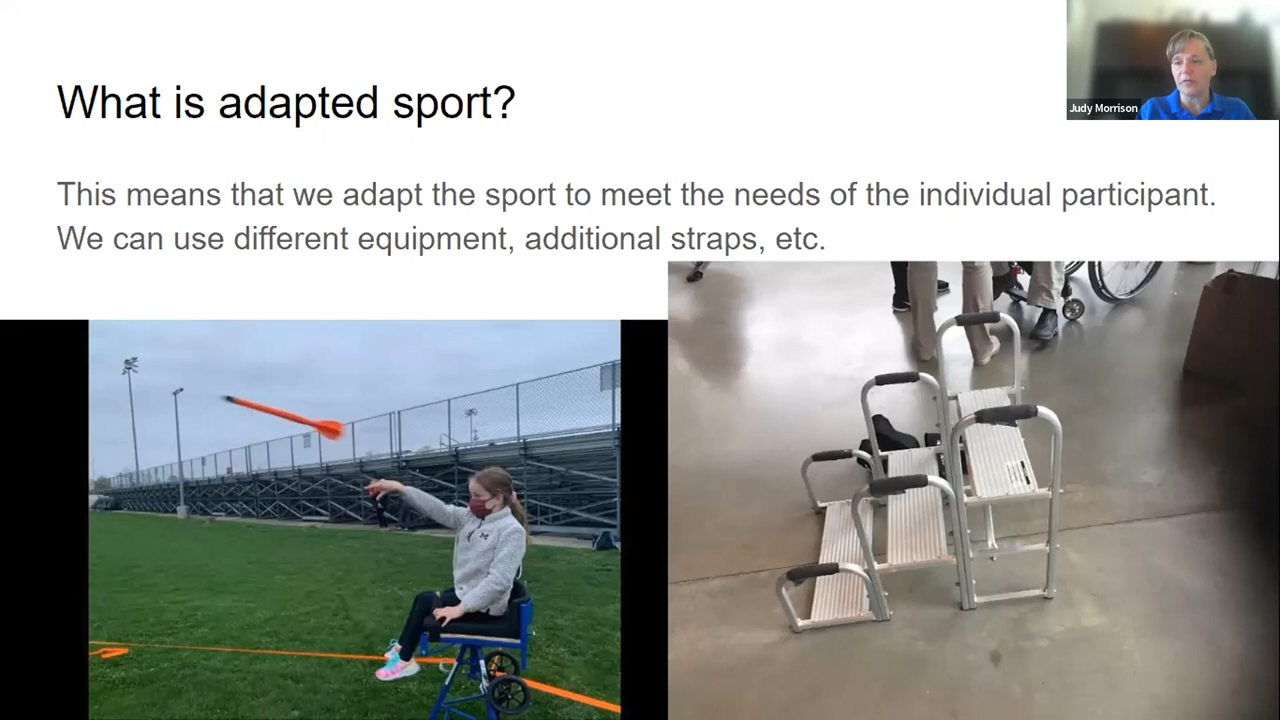 What is adapted sport?
Judy Morrison
This means that we adapt the sport to meet the needs of the individual participant.
We can use different equipment, additional straps, etc.